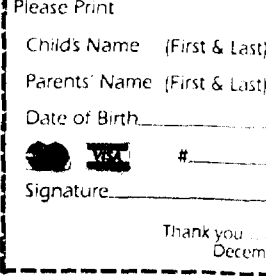 Please Print
Child's Name (First & Last)
Parents' Name (First & Last)
Date of Birth
VISA #
Signature
Thank you ...
Decem